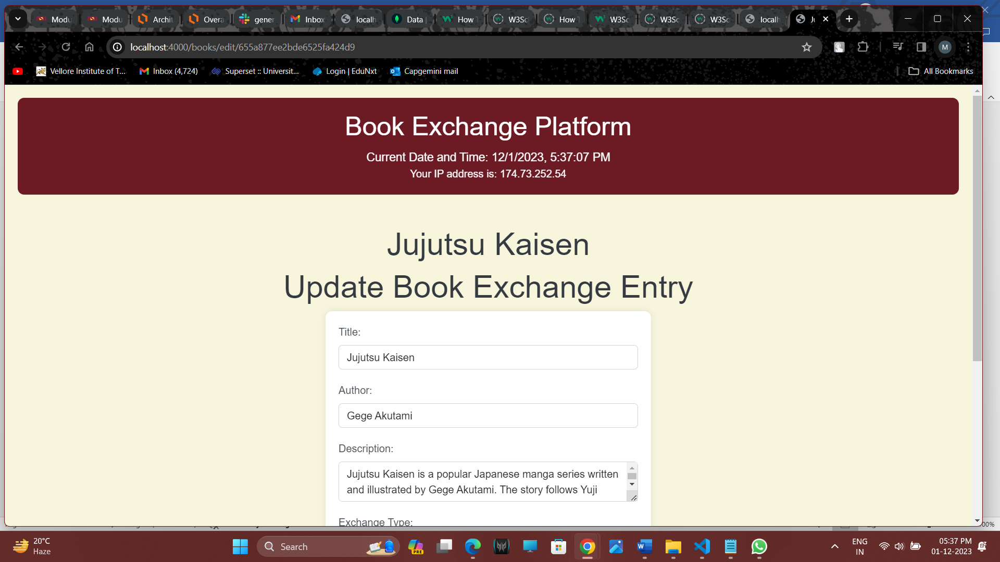 Modu
Modu
Archit
Overa
gener
Inbox
localh
Data |
How T
W3Sc
How T
W3Sc
W3Sc
W3Sc
localh
Ju
localhost:4000/books/edit/655a877ee2bde6525fa424d9
M
Vellore Institute of T...
Inbox (4,724)
Superset :: Universit...
Login | EduNxt
Capgemini mail
All Bookmarks
Book Exchange Platform
Current Date and Time: 12/1/2023, 5:37:07 PM
Your IP address is: 174.73.252.54
Jujutsu Kaisen
Update Book Exchange Entry
Title:
Jujutsu Kaisen
Author:
Gege Akutami
Description:
Jujutsu Kaisen is a popular Japanese manga series written
and illustrated by Gege Akutami. The story follows Yuji
Exchange Type:
20°C
Haze
Search
PRE
ENG
IN
05:37 PM
01-12-2023